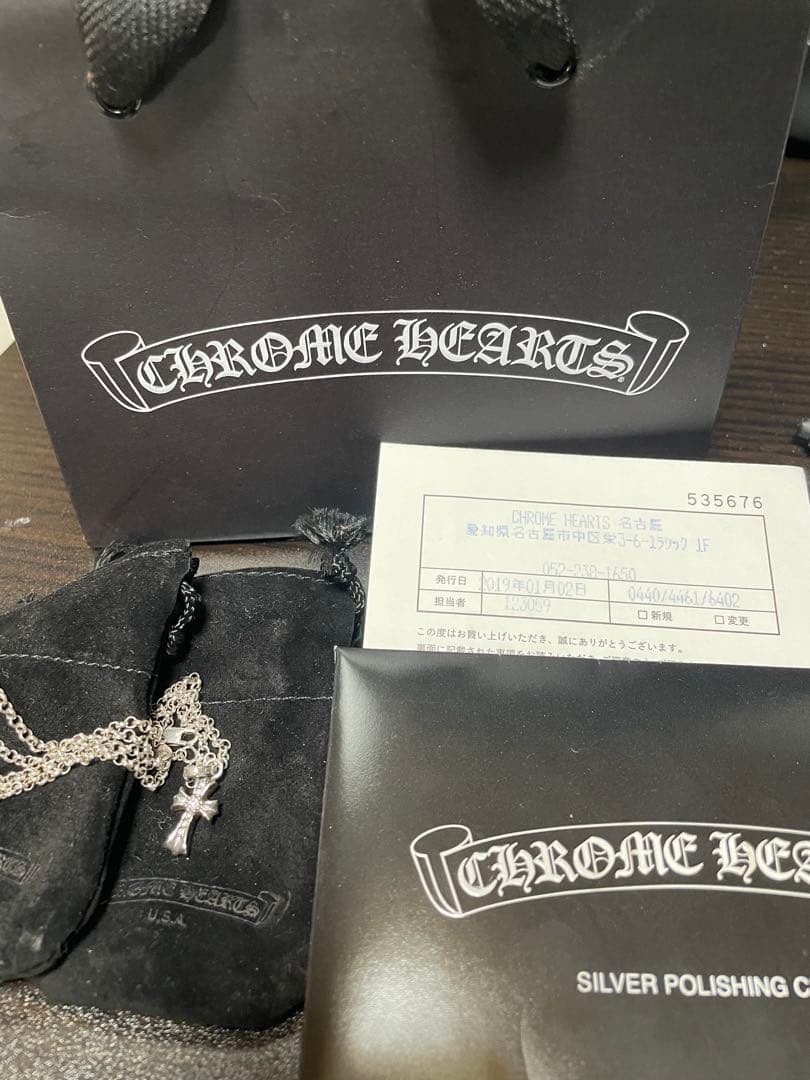 CHROME HEARTS
535676
CHROME HEARTS 名古屋
愛知県名古屋市中区栄3-6-1ラシック 1F
052-238-1650
発行日 2019年01月02日 0440/4461/6402
担当者 123089 □新規 □変更
この度はお買い上げいただき、誠にありがとうございます。
CHROME HEARTS
U.S.A.
CHROME HEA
SILVER POLISHING C